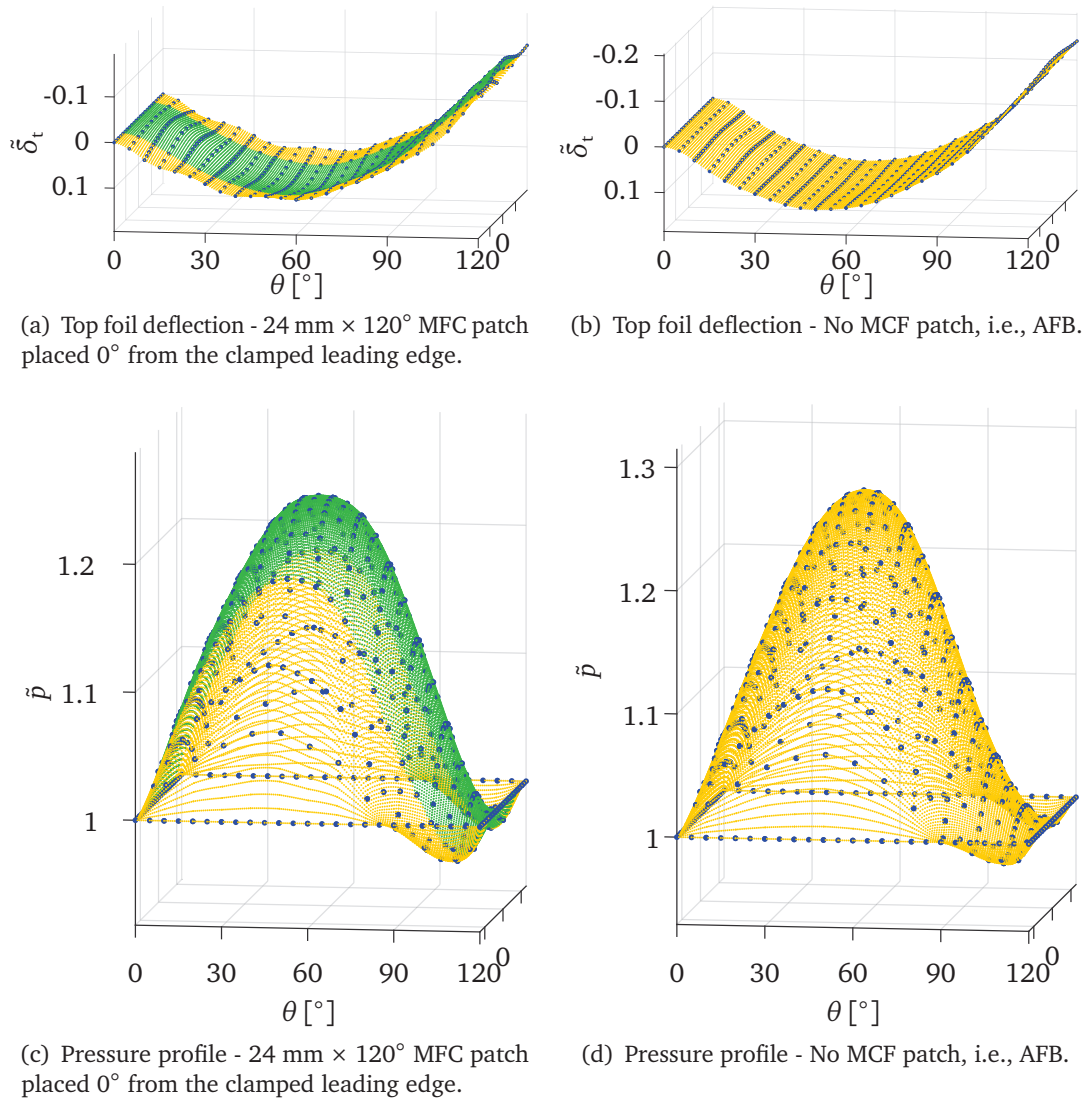 -0.1
0
0.1
δ̃t
0
30
60
90
120
0
θ [°]
(a) Top foil deflection - 24 mm × 120° MFC patch
placed 0° from the clamped leading edge.
-0.2
-0.1
0
0.1
δ̃t
0
30
60
90
120
0
θ [°]
(b) Top foil deflection - No MCF patch, i.e., AFB.
1.2
1.1
1
p̃
0
30
60
90
120
0
θ [°]
(c) Pressure profile - 24 mm × 120° MFC patch
placed 0° from the clamped leading edge.
1.3
1.2
1.1
1
p̃
0
30
60
90
120
0
θ [°]
(d) Pressure profile - No MCF patch, i.e., AFB.